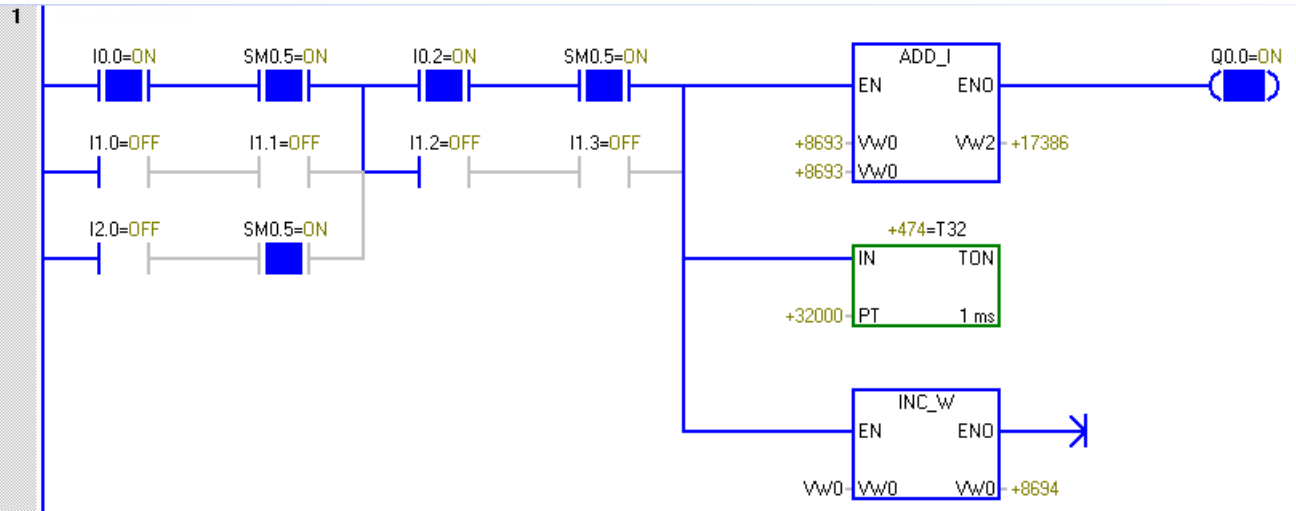 1
I0.0=ON SM0.5=ON I0.2=ON SM0.5=ON ADD_I Q0.0=ON
EN ENO
I1.0=OFF I1.1=OFF I1.2=OFF I1.3=OFF +8693 VW0 VW2 +17386
+8693 VW0
I2.0=OFF SM0.5=ON +474=T32
IN TON
+32000 PT 1 ms
INC_W
EN ENO
VW0 VW0 VW0 +8694